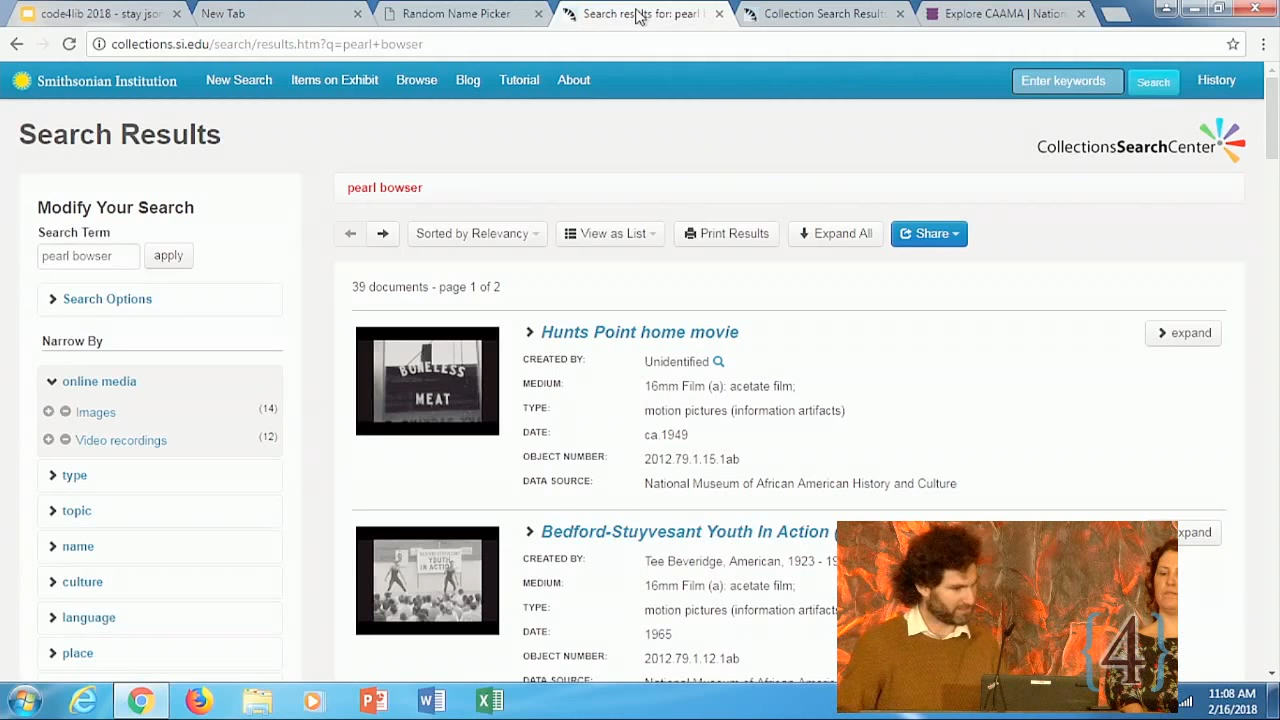 code4lib 2018 - stay json
New Tab
Random Name Picker
Search results for: pearl
Collection Search Results
Explore CAAMA | Nation
collections.si.edu/search/results.htm?q=pearl+bowser
Smithsonian Institution
New Search
Items on Exhibit
Browse
Blog
Tutorial
About
Enter keywords
Search
History
Search Results
CollectionsSearchCenter
Modify Your Search
Search Term
pearl bowser
apply
Search Options
Narrow By
online media
Images (14)
Video recordings (12)
type
topic
name
culture
language
place
pearl bowser
Sorted by Relevancy
View as List
Print Results
Expand All
Share
39 documents - page 1 of 2
BONELESS
MEAT
Hunts Point home movie
expand
CREATED BY: Unidentified
MEDIUM: 16mm Film (a): acetate film;
TYPE: motion pictures (information artifacts)
DATE: ca.1949
OBJECT NUMBER: 2012.79.1.15.1ab
DATA SOURCE: National Museum of African American History and Culture
YOUTH
IN ACTION
Bedford-Stuyvesant Youth In Action (
xpand
CREATED BY: Tee Beveridge, American, 1923 - 19
MEDIUM: 16mm Film (a): acetate film;
TYPE: motion pictures (information artifacts
DATE: 1965
OBJECT NUMBER: 2012.79.1.12.1ab
{4}
11:08 AM
2/16/2018